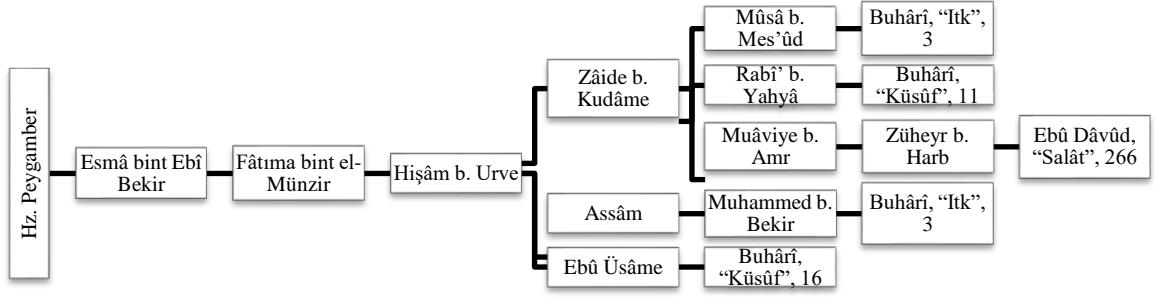 Hz. Peygamber
Esmâ bint Ebî
Bekir
Fâtıma bint el-
Münzir
Hişâm b. Urve
Zâide b.
Kudâme
Mûsâ b.
Mes’ûd
Buhârî, “Itk”,
3
Rabî’ b.
Yahyâ
Buhârî,
“Küsûf”, 11
Muâviye b.
Amr
Züheyr b.
Harb
Ebû Dâvûd,
“Salât”, 266
Assâm
Muhammed b.
Bekir
Buhârî, “Itk”,
3
Ebû Üsâme
Buhârî,
“Küsûf”, 16